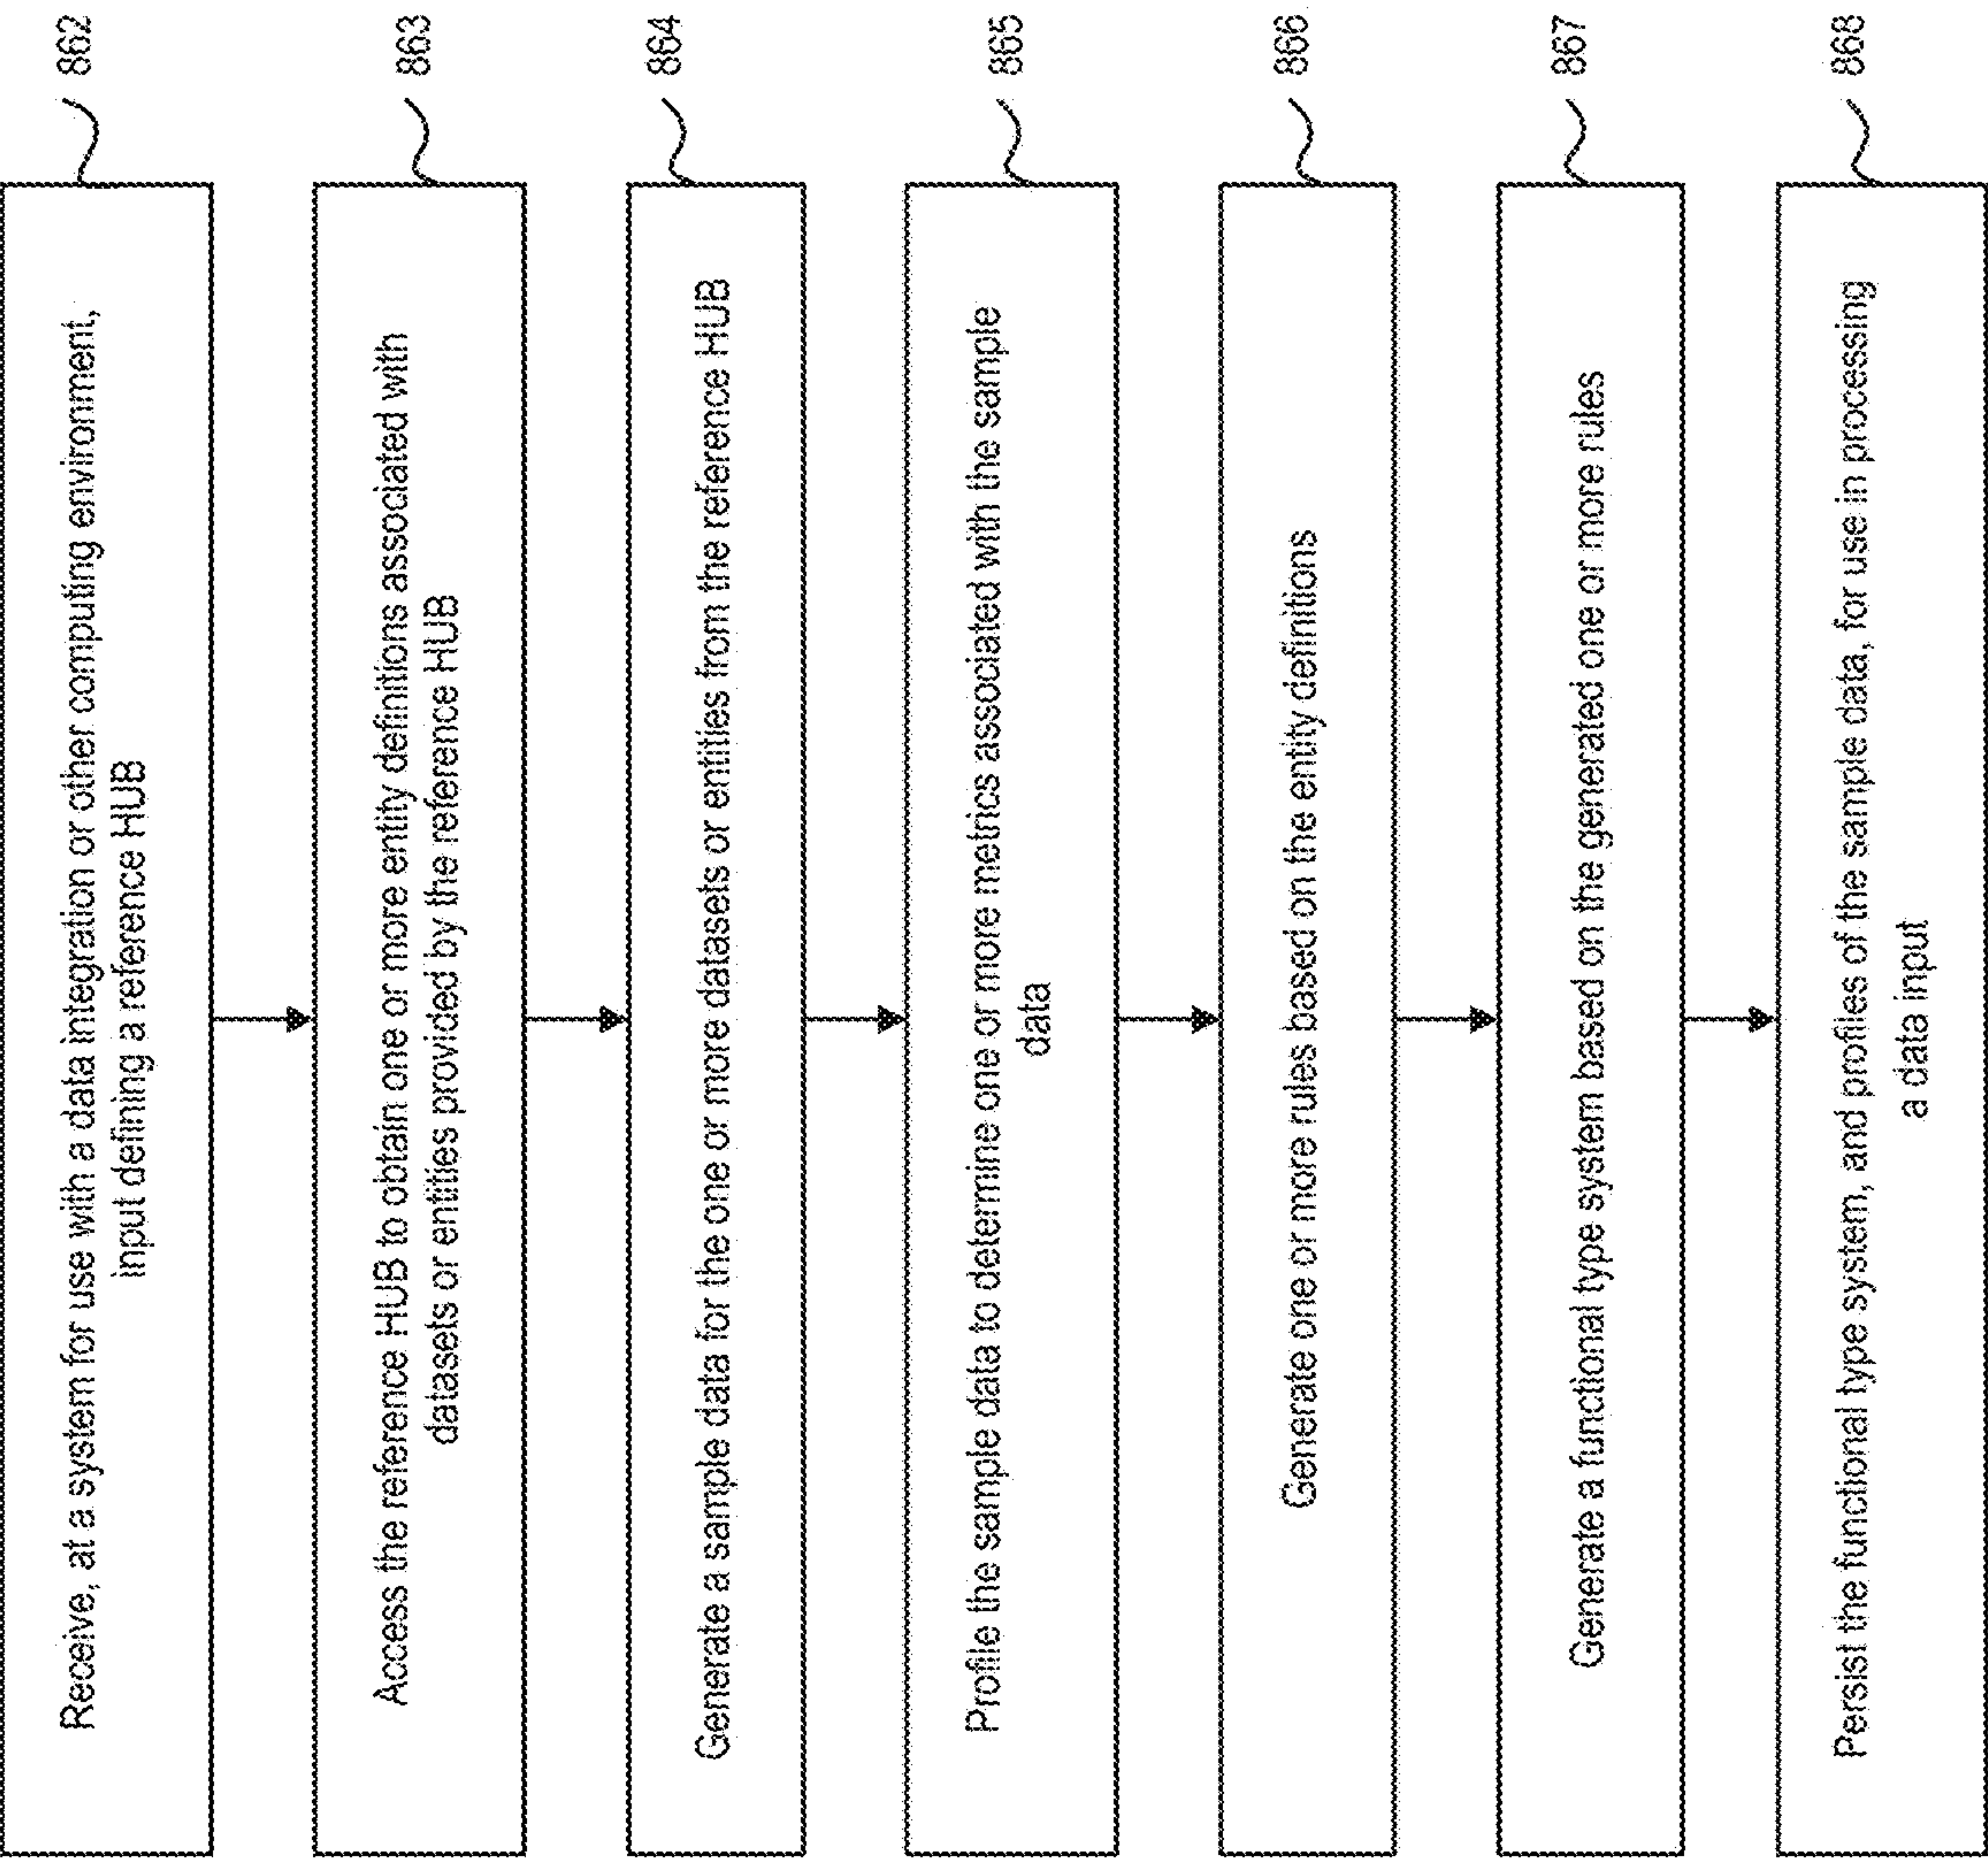 Receive, at a system for use with a data integration or other computing environment,
input defining a reference HUB
862
Access the reference HUB to obtain one or more entity definitions associated with
datasets or entities provided by the reference HUB
863
Generate a sample data for the one or more datasets or entities from the reference HUB
864
Profile the sample data to determine one or more metrics associated with the sample
data
865
Generate one or more rules based on the entity definitions
866
Generate a functional type system based on the generated one or more rules
867
Persist the functional type system, and profiles of the sample data, for use in processing
a data input
868